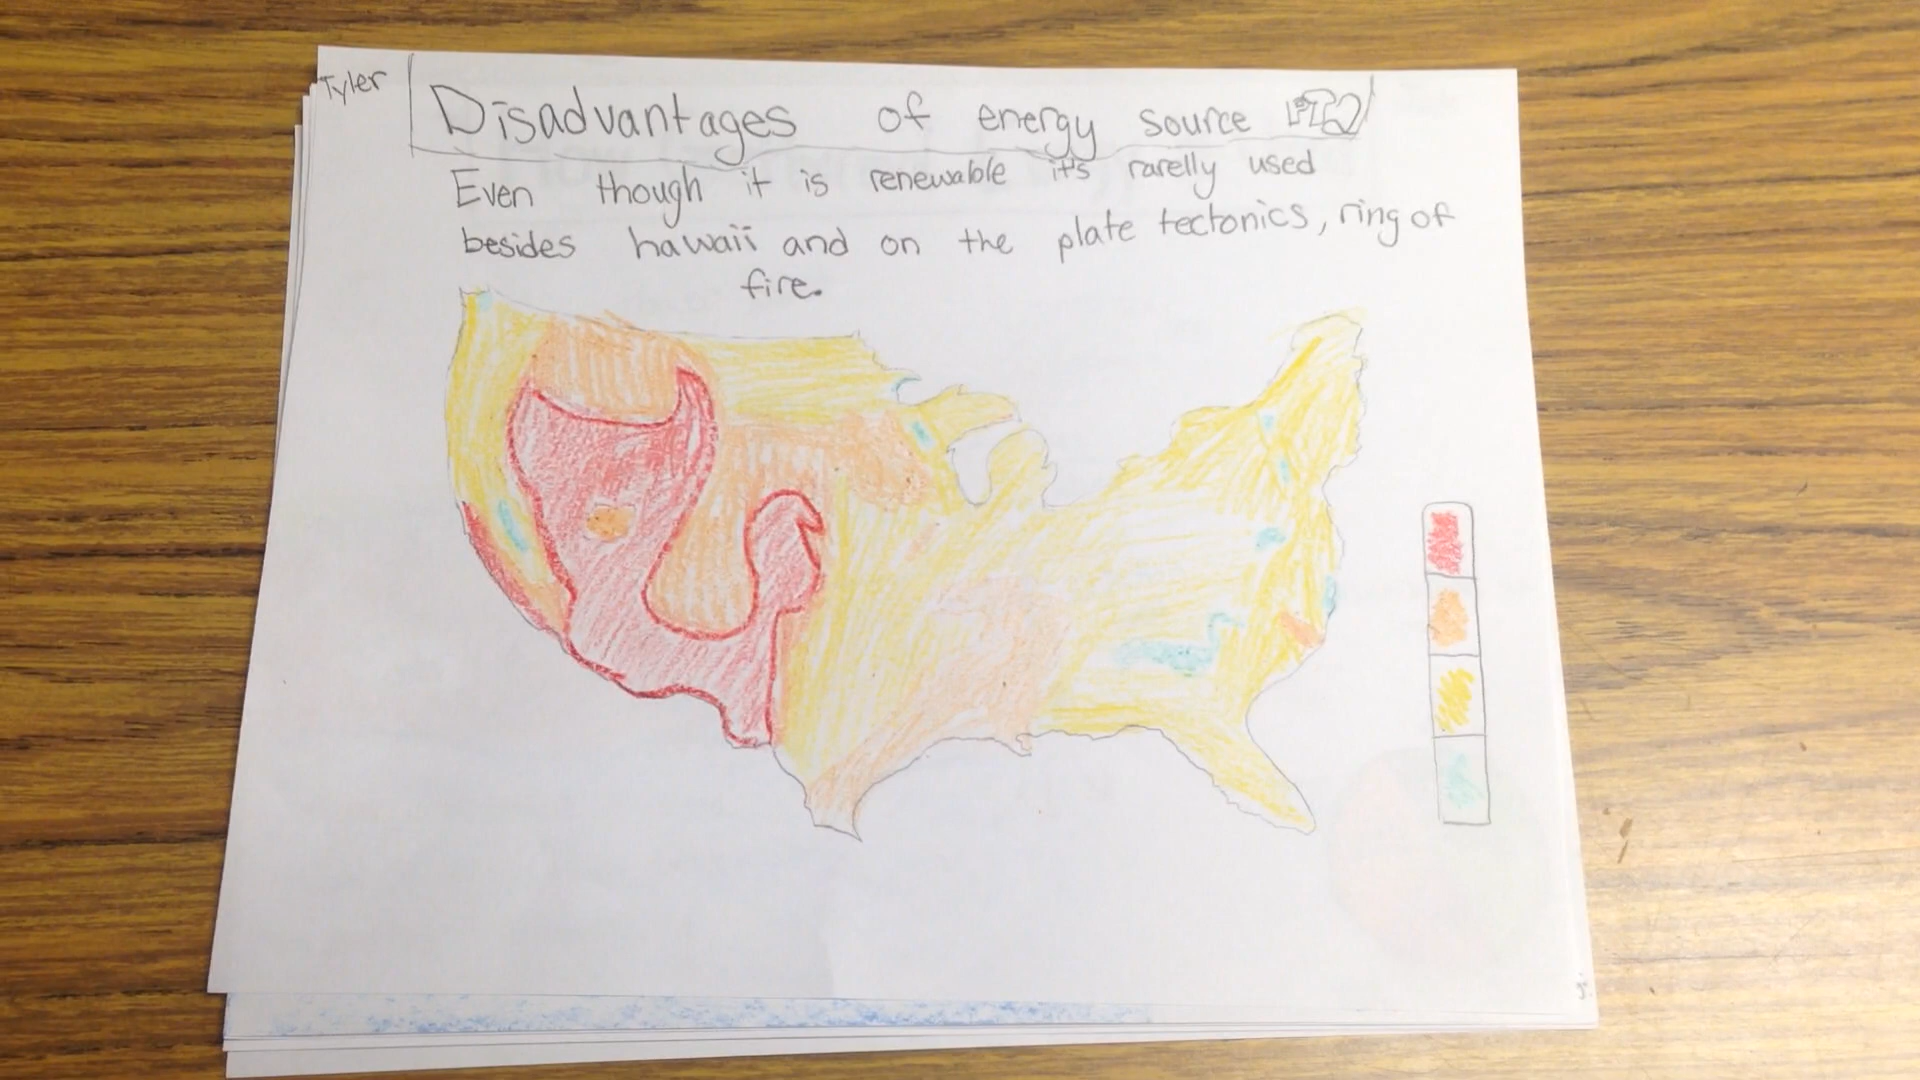 Tyler
Disadvantages of energy source PT2
Even though it is renewable it's rarelly used
besides hawaii and on the plate tectonics, ring of
fire.